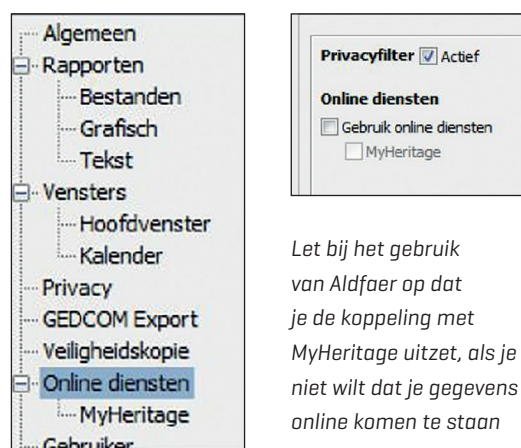 Algemeen
Rapporten
Bestanden
Grafisch
Tekst
Vensters
Hoofdvenster
Kalender
Privacy
GEDCOM Export
Veiligheidskopie
Online diensten
MyHeritage
Gebruiker
Privacyfilter Actief
Online diensten
Gebruik online diensten
MyHeritage
Let bij het gebruik
van Aldfaer op dat
je de koppeling met
MyHeritage uitzet, als je
niet wilt dat je gegevens
online komen te staan